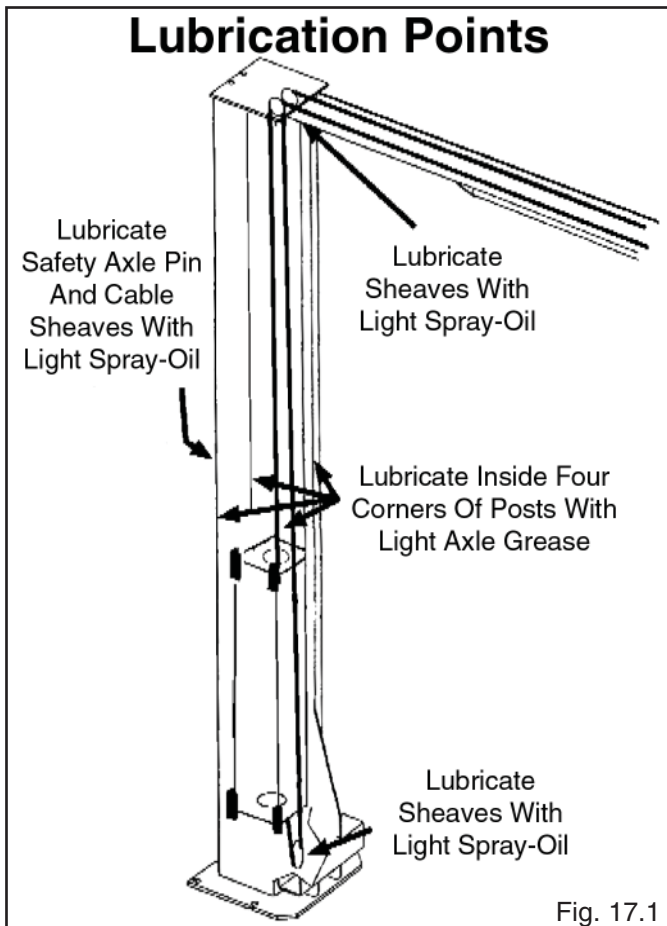 Lubrication Points
Lubricate
Safety Axle Pin
And Cable
Sheaves With
Light Spray-Oil
Lubricate
Sheaves With
Light Spray-Oil
Lubricate Inside Four
Corners Of Posts With
Light Axle Grease
Lubricate
Sheaves With
Light Spray-Oil
Fig. 17.1